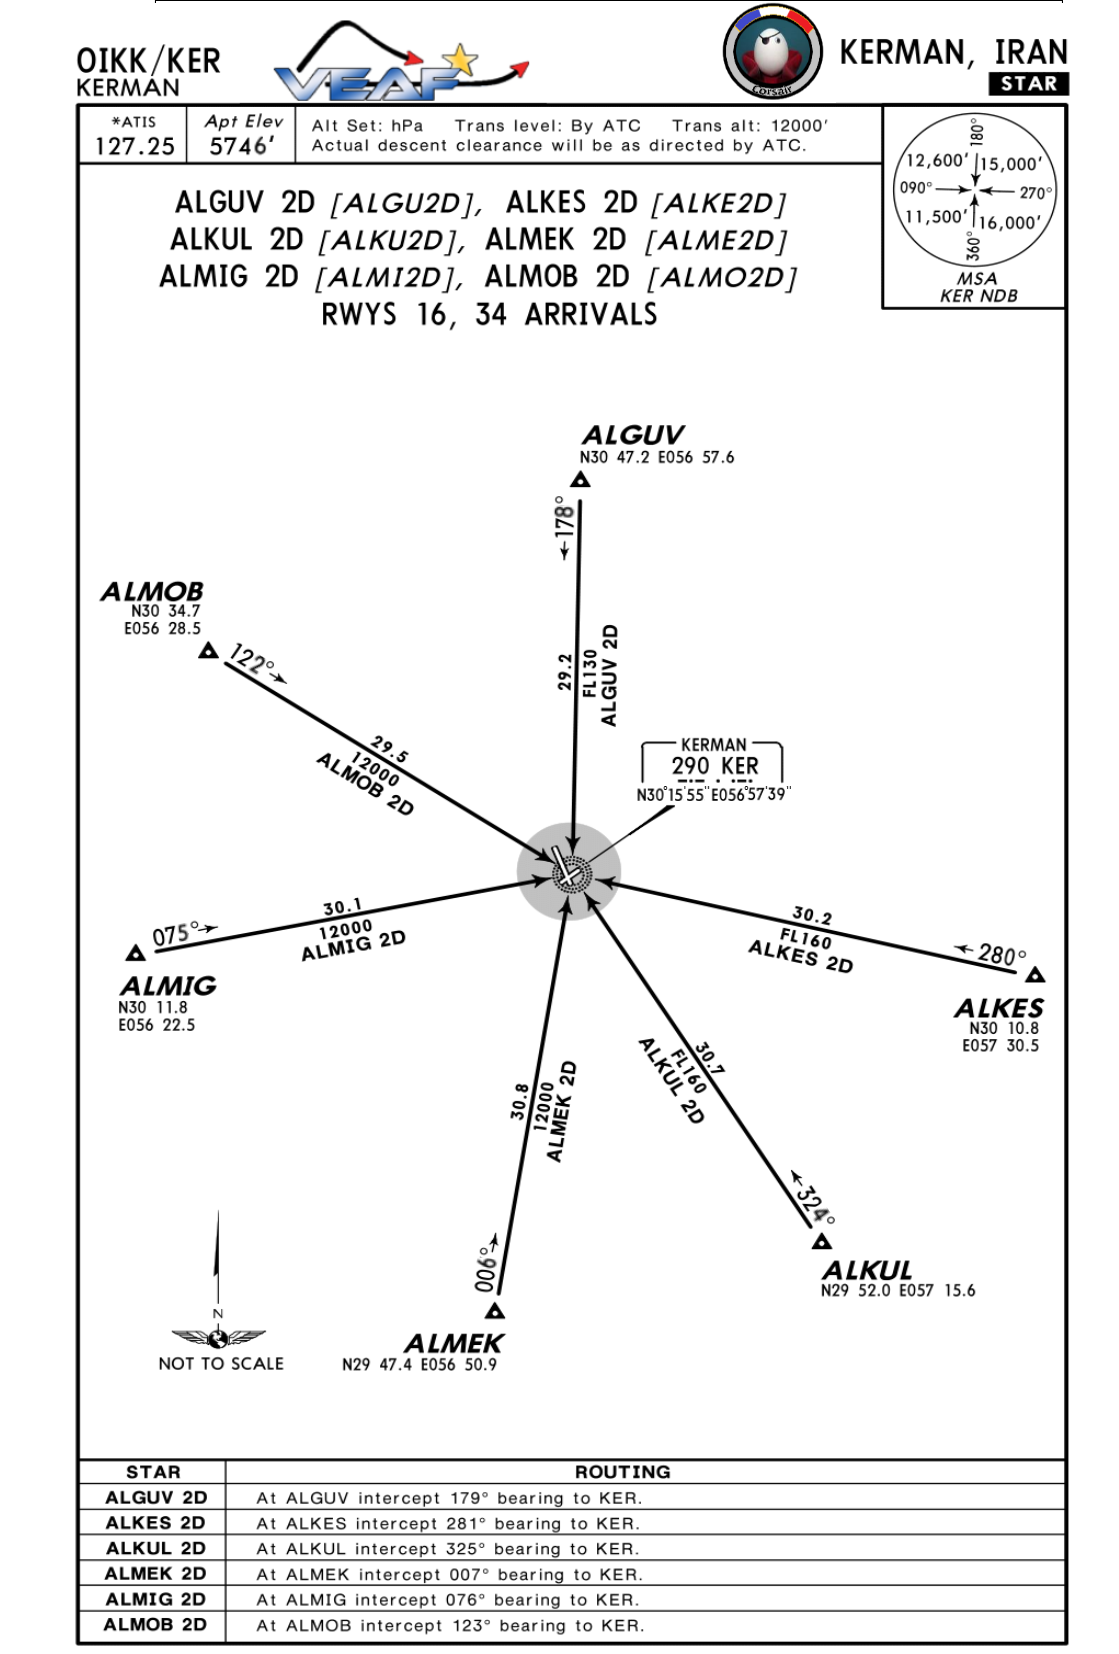 OIKK/KER
KERMAN
VEAF
Corsair
KERMAN, IRAN
STAR
*ATIS
127.25
Apt Elev
5746'
Alt Set: hPa Trans level: By ATC Trans alt: 12000'
Actual descent clearance will be as directed by ATC.
180°
12,600' 15,000'
090° 270°
11,500' 16,000'
360°
MSA
KER NDB
ALGUV 2D [ALGU2D], ALKES 2D [ALKE2D]
ALKUL 2D [ALKU2D], ALMEK 2D [ALME2D]
ALMIG 2D [ALMI2D], ALMOB 2D [ALMO2D]
RWYS 16, 34 ARRIVALS
ALGUV
N30 47.2 E056 57.6
178°
29.2
FL130
ALGUV 2D
ALMOB
N30 34.7
E056 28.5
122°
29.5
12000
ALMOB 2D
KERMAN
290 KER
N30°15'55"E056°57'39"
075°
30.1
12000
ALMIG 2D
ALMIG
N30 11.8
E056 22.5
30.2
FL160
ALKES 2D
280°
ALKES
N30 10.8
E057 30.5
30.7
FL160
ALKUL 2D
324°
ALKUL
N29 52.0 E057 15.6
30.8
12000
ALMEK 2D
006°
ALMEK
N29 47.4 E056 50.9
N
NOT TO SCALE
STAR ROUTING
ALGUV 2D At ALGUV intercept 179° bearing to KER.
ALKES 2D At ALKES intercept 281° bearing to KER.
ALKUL 2D At ALKUL intercept 325° bearing to KER.
ALMEK 2D At ALMEK intercept 007° bearing to KER.
ALMIG 2D At ALMIG intercept 076° bearing to KER.
ALMOB 2D At ALMOB intercept 123° bearing to KER.